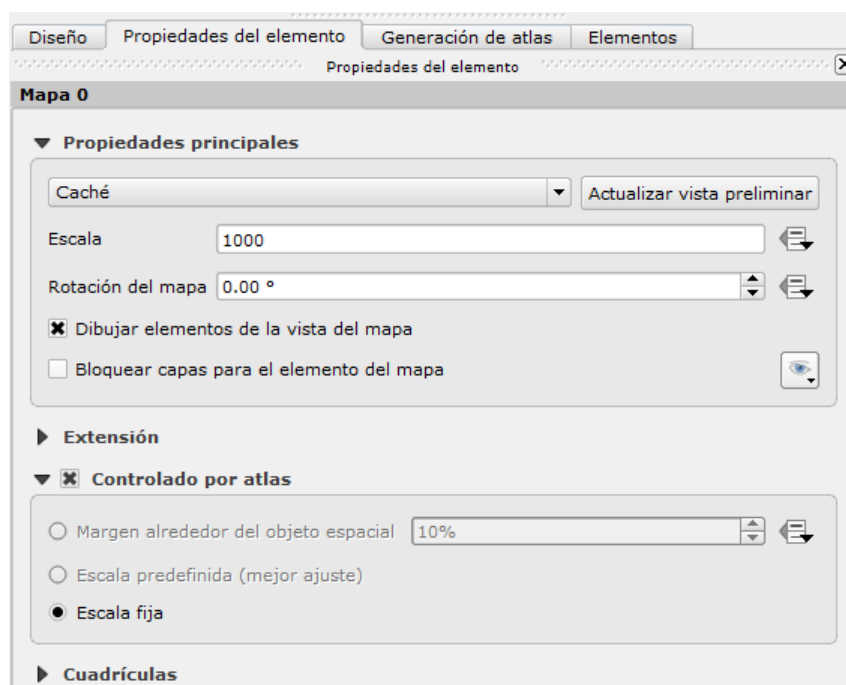 Diseño Propiedades del elemento Generación de atlas Elementos
Propiedades del elemento
Mapa 0
Propiedades principales
Caché Actualizar vista preliminar
Escala 1000
Rotación del mapa 0.00 °
Dibujar elementos de la vista del mapa
Bloquear capas para el elemento del mapa
Extensión
Controlado por atlas
Margen alrededor del objeto espacial 10%
Escala predefinida (mejor ajuste)
Escala fija
Cuadrículas